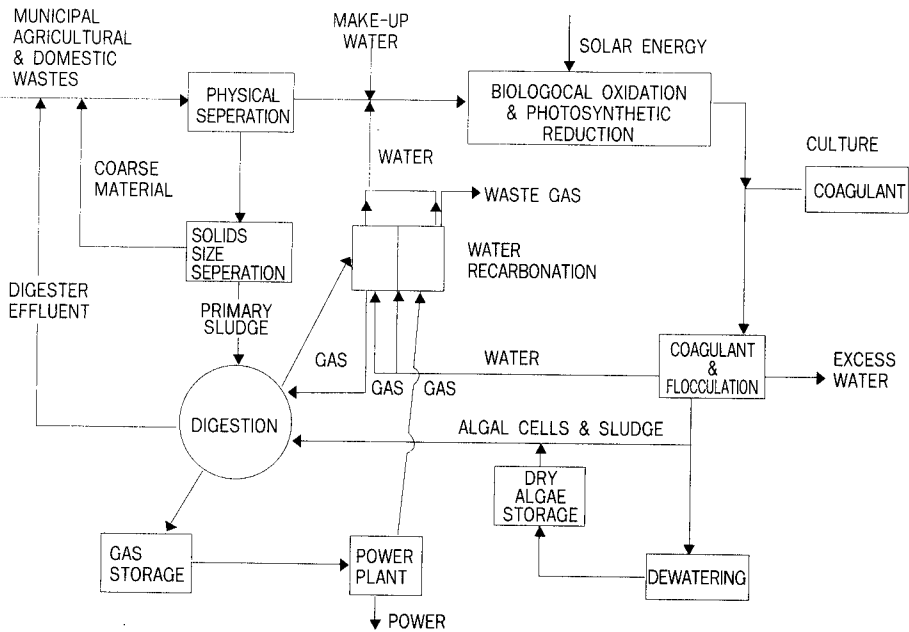 MUNICIPAL
AGRICULTURAL
& DOMESTIC
WASTES
MAKE-UP
WATER
SOLAR ENERGY
PHYSICAL
SEPERATION
BIOLOGOCAL OXIDATION
& PHOTOSYNTHETIC
REDUCTION
COARSE
MATERIAL
WATER
CULTURE
COAGULANT
WASTE GAS
SOLIDS
SIZE
SEPERATION
WATER
RECARBONATION
DIGESTER
EFFLUENT
PRIMARY
SLUDGE
GAS
GAS
GAS
WATER
COAGULANT
&
FLOCCULATION
EXCESS
WATER
DIGESTION
ALGAL CELLS & SLUDGE
DRY
ALGAE
STORAGE
GAS
STORAGE
POWER
PLANT
DEWATERING
POWER